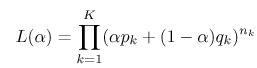 L(α) = ∏_{k=1}^{K} (αp_k + (1 − α)q_k)^{n_k}